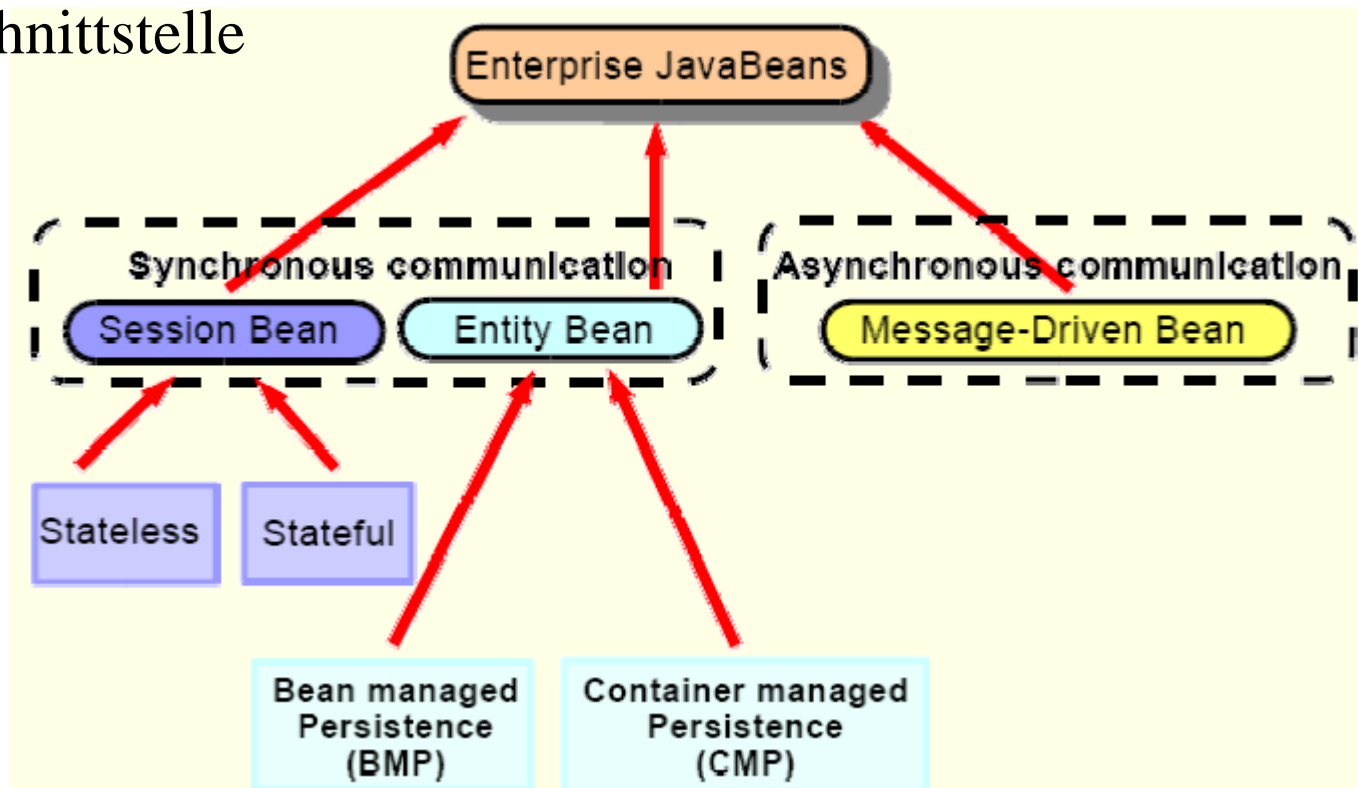 hnittstelle
Enterprise JavaBeans
Synchronous communication
Asynchronous communication
Session Bean
Entity Bean
Message-Driven Bean
Stateless
Stateful
Bean managed
Persistence
(BMP)
Container managed
Persistence
(CMP)